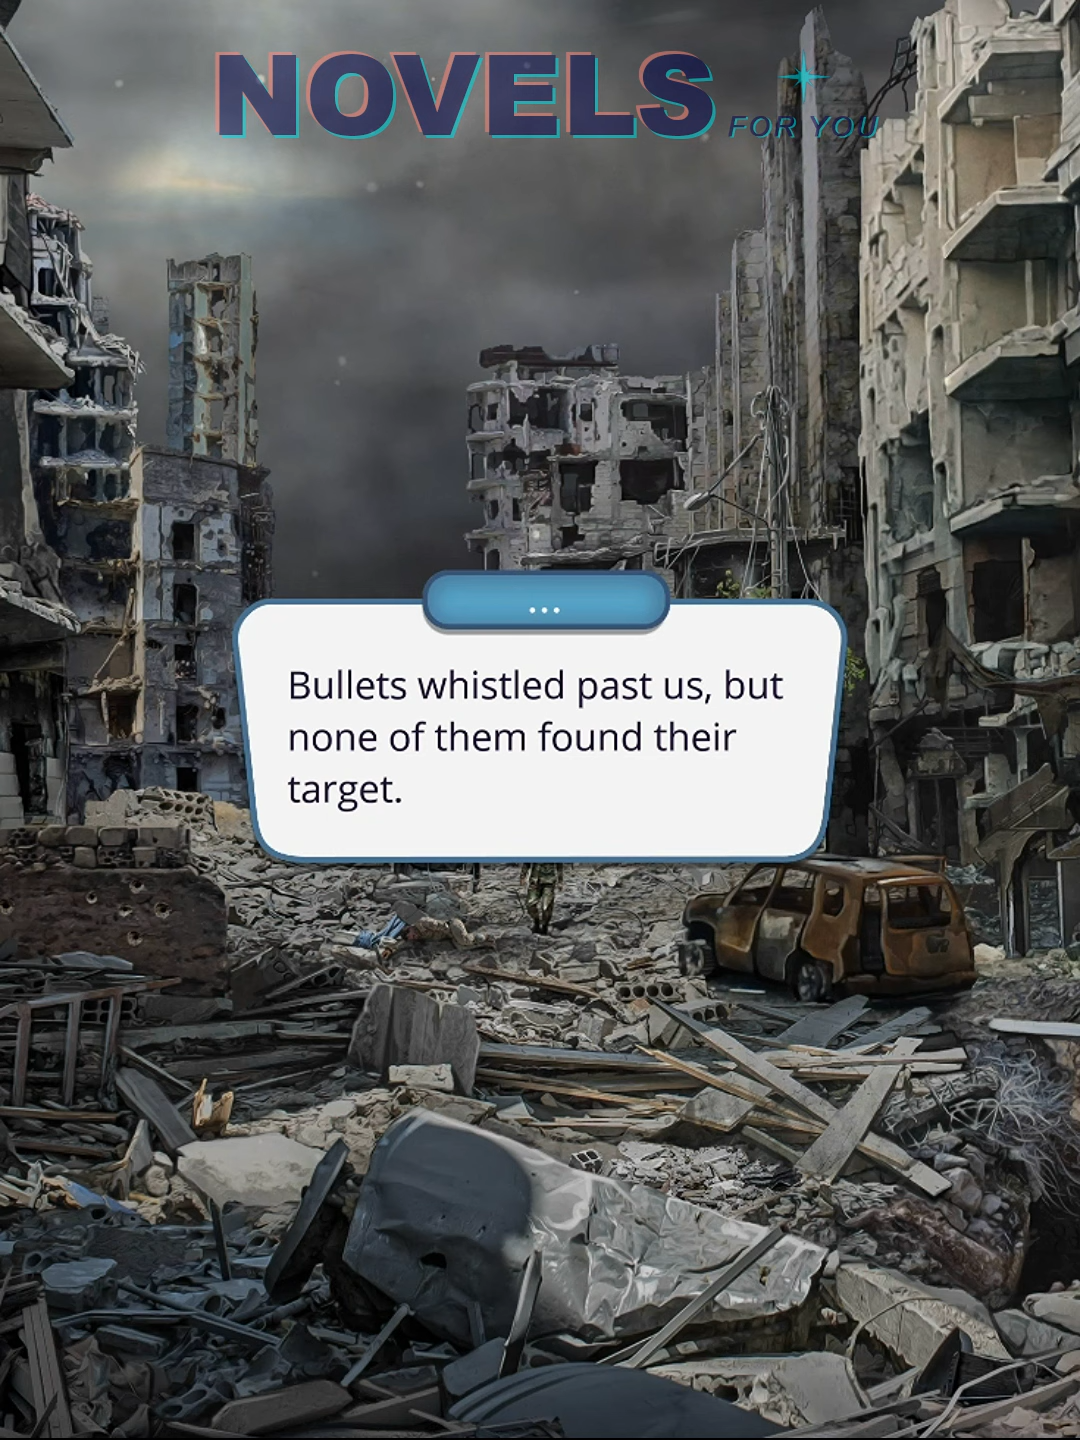 NOVELS FOR YOU
...
Bullets whistled past us, but
none of them found their
target.